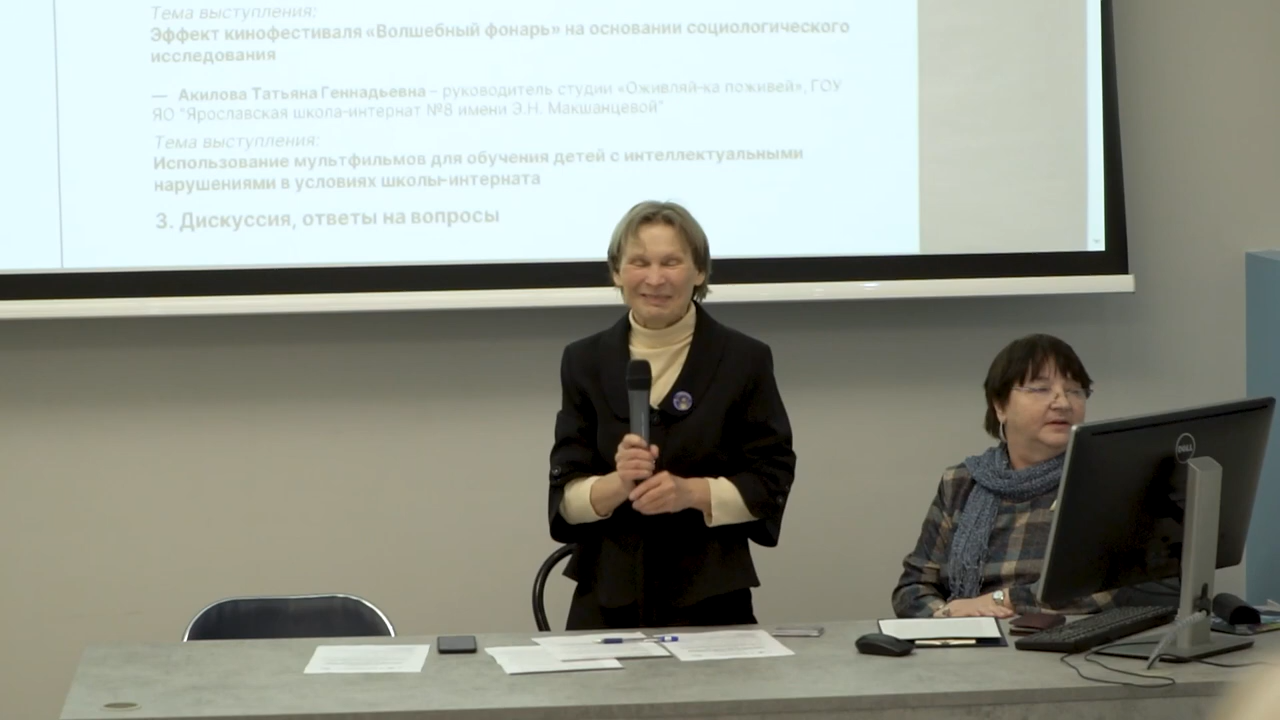 Тема выступления:
Эффект кинофестиваля «Волшебный фонарь» на основании социологического
исследования
— Акилова Татьяна Геннадьевна – руководитель студии «Оживляй-ка поживей», ГОУ
ЯО "Ярославская школа-интернат №8 имени Э.Н. Макшанцевой"
Тема выступления:
Использование мультфильмов для обучения детей с интеллектуальными
нарушениями в условиях школы-интерната
3. Дискуссия, ответы на вопросы
DELL